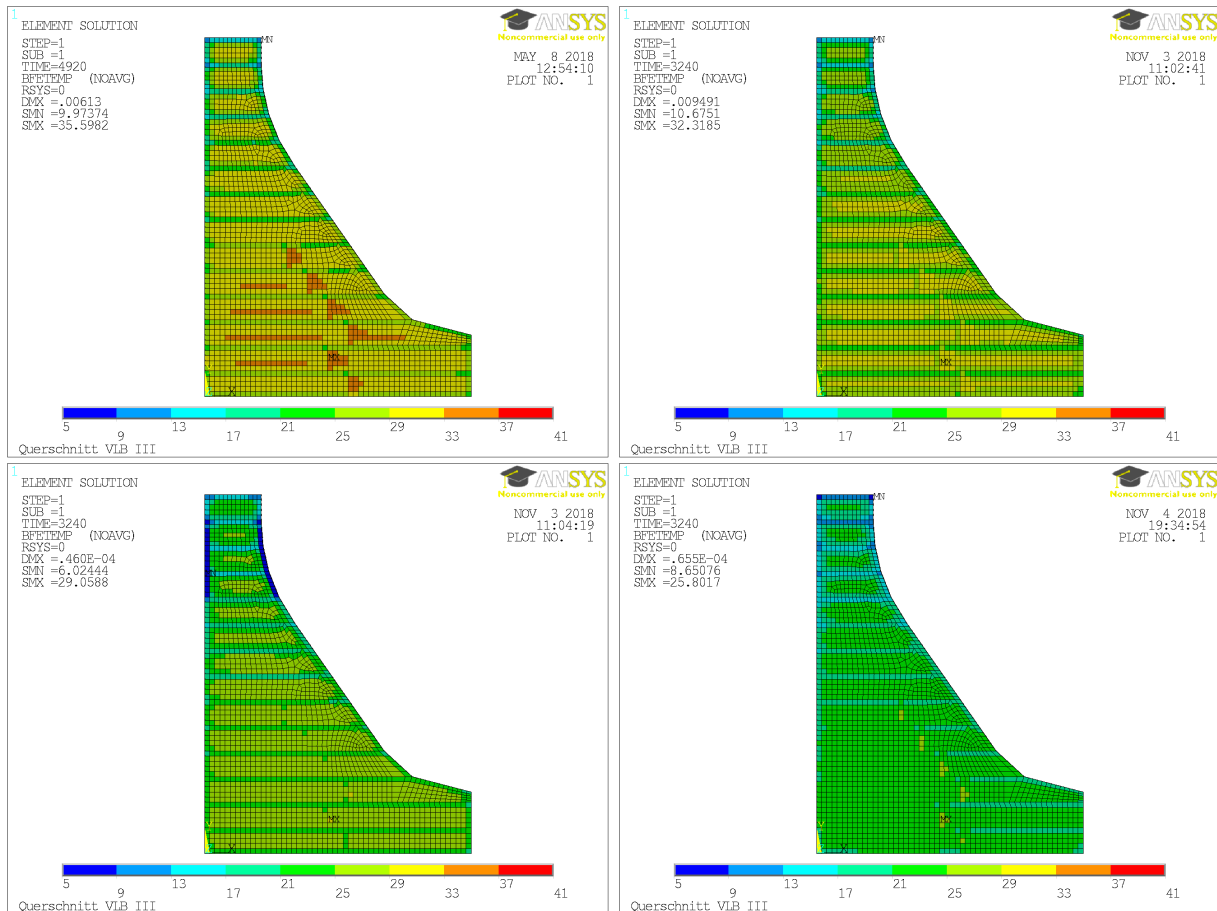 1
ELEMENT SOLUTION
STEP=1
SUB =1
TIME=4920
BFETEMP (NOAVG)
RSYS=0
DMX =.00613
SMN =9.97374
SMX =35.5982
ANSYS
Noncommercial use only
MAY 8 2018
12:54:10
PLOT NO. 1
MN
MX
Y
X
5 9 13 17 21 25 29 33 37 41
Querschnitt VLB III
1
ELEMENT SOLUTION
STEP=1
SUB =1
TIME=3240
BFETEMP (NOAVG)
RSYS=0
DMX =.009491
SMN =10.6751
SMX =32.3185
ANSYS
Noncommercial use only
NOV 3 2018
11:02:41
PLOT NO. 1
MN
MX
Y
X
5 9 13 17 21 25 29 33 37 41
Querschnitt VLB III
1
ELEMENT SOLUTION
STEP=1
SUB =1
TIME=3240
BFETEMP (NOAVG)
RSYS=0
DMX =.460E-04
SMN =6.02444
SMX =29.0588
ANSYS
Noncommercial use only
NOV 3 2018
11:04:19
PLOT NO. 1
MX
Y
X
5 9 13 17 21 25 29 33 37 41
Querschnitt VLB III
1
ELEMENT SOLUTION
STEP=1
SUB =1
TIME=3240
BFETEMP (NOAVG)
RSYS=0
DMX =.655E-04
SMN =8.65076
SMX =25.8017
ANSYS
Noncommercial use only
NOV 4 2018
19:34:54
PLOT NO. 1
MN
MX
Y
X
5 9 13 17 21 25 29 33 37 41
Querschnitt VLB III